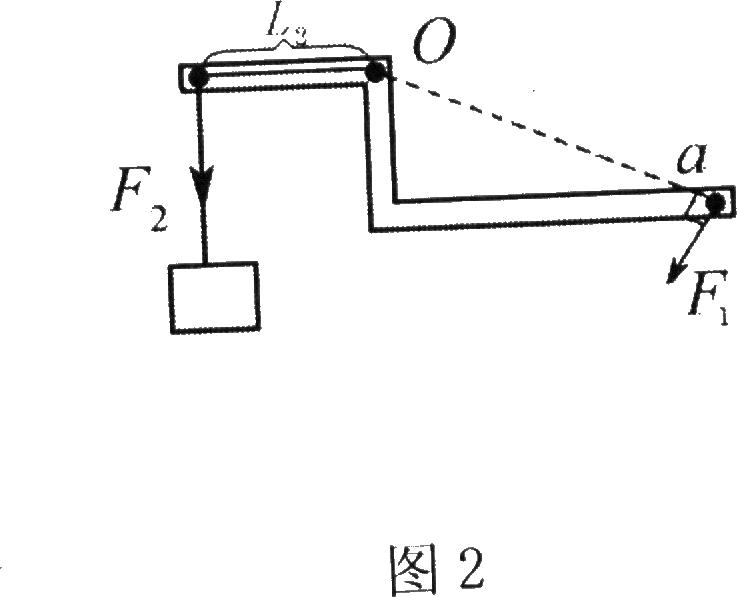 L₂
O
a
F₂
F₁
图 2